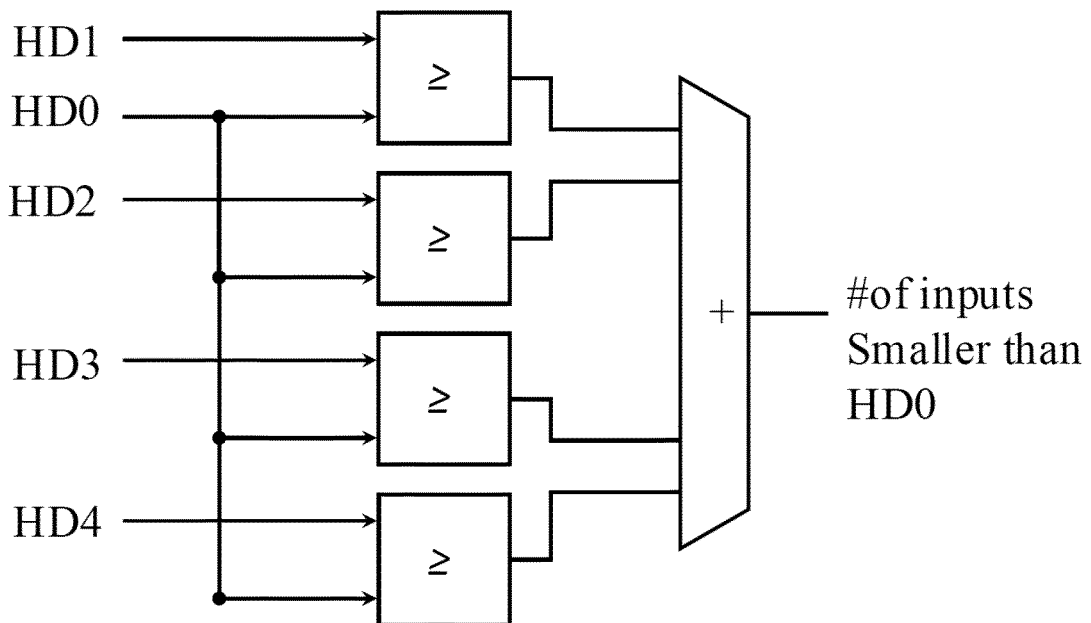 HD1
≥
HD0
HD2
≥
HD3
≥
HD4
≥
+
#of inputs
Smaller than
HD0